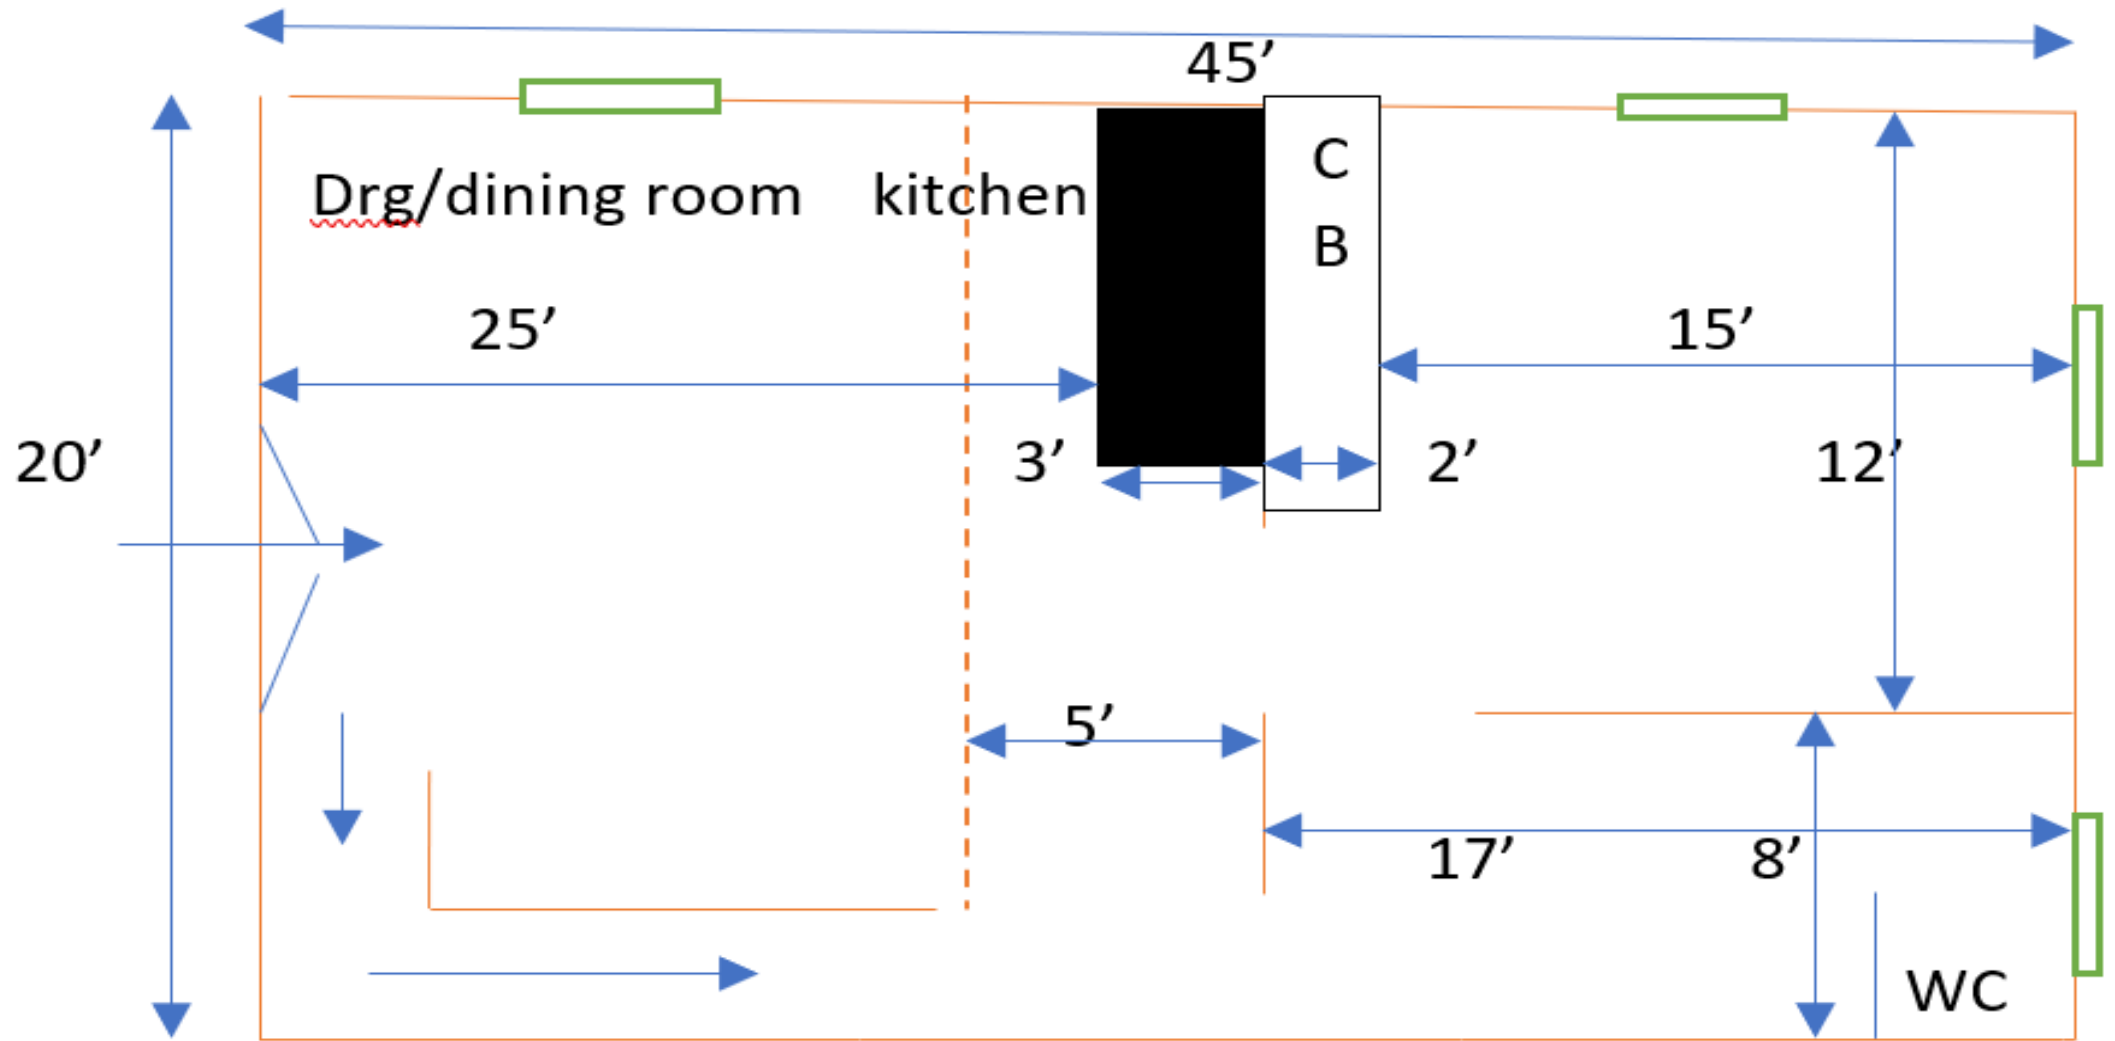 45’
Drg/dining room kitchen
C
B
25’
15’
20’
3’
2’
12’
5’
17’
8’
WC